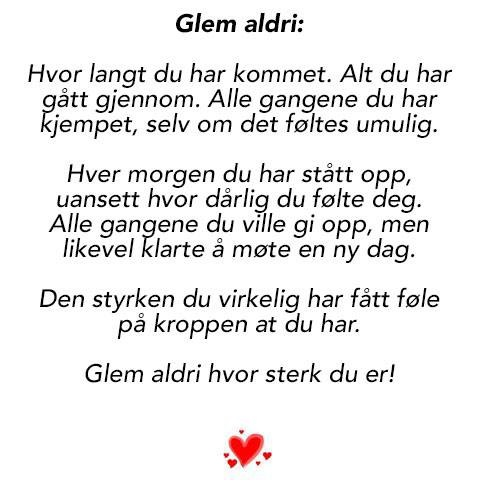 Glem aldri:
Hvor langt du har kommet. Alt du har
gått gjennom. Alle gangene du har
kjempet, selv om det føltes umulig.
Hver morgen du har stått opp,
uansett hvor dårlig du følte deg.
Alle gangene du ville gi opp, men
likevel klarte å møte en ny dag.
Den styrken du virkelig har fått føle
på kroppen at du har.
Glem aldri hvor sterk du er!